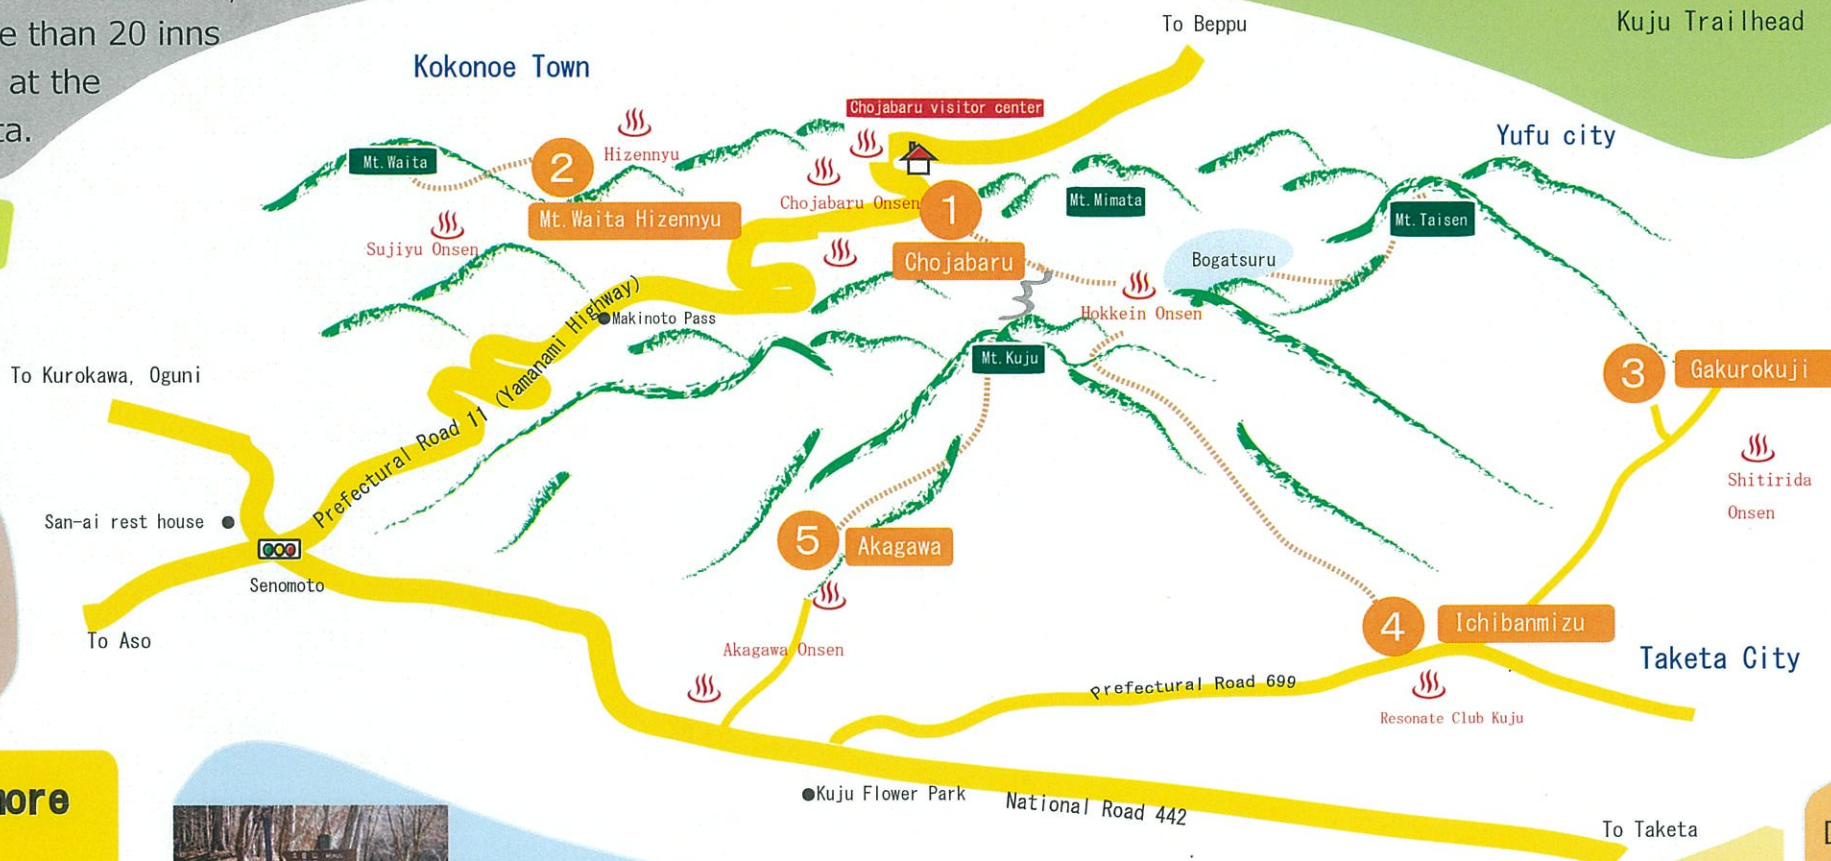 e than 20 inns
at the
ta.
Kuju Trailhead
To Beppu
Kokonoe Town
Chojabaru visitor center
Yufu city
Mt.Waita
2
Hizennyu
Mt.Waita Hizennyu
Chojabaru Onsen
1
Mt.Mimata
Mt.Taisen
Sujiyu Onsen
Chojabaru
Bogatsuru
Hokkein Onsen
Makinoto Pass
Prefectural Road 11 (Yamanami Highway)
Mt.Kuju
To Kurokawa, Oguni
3
Gakurokuji
Shitirida
Onsen
San-ai rest house
Senomoto
To Aso
5
Akagawa
Akagawa Onsen
4
Ichibanmizu
Taketa City
Prefectural Road 699
Resonate Club Kuju
Kuju Flower Park
National Road 442
To Taketa
more